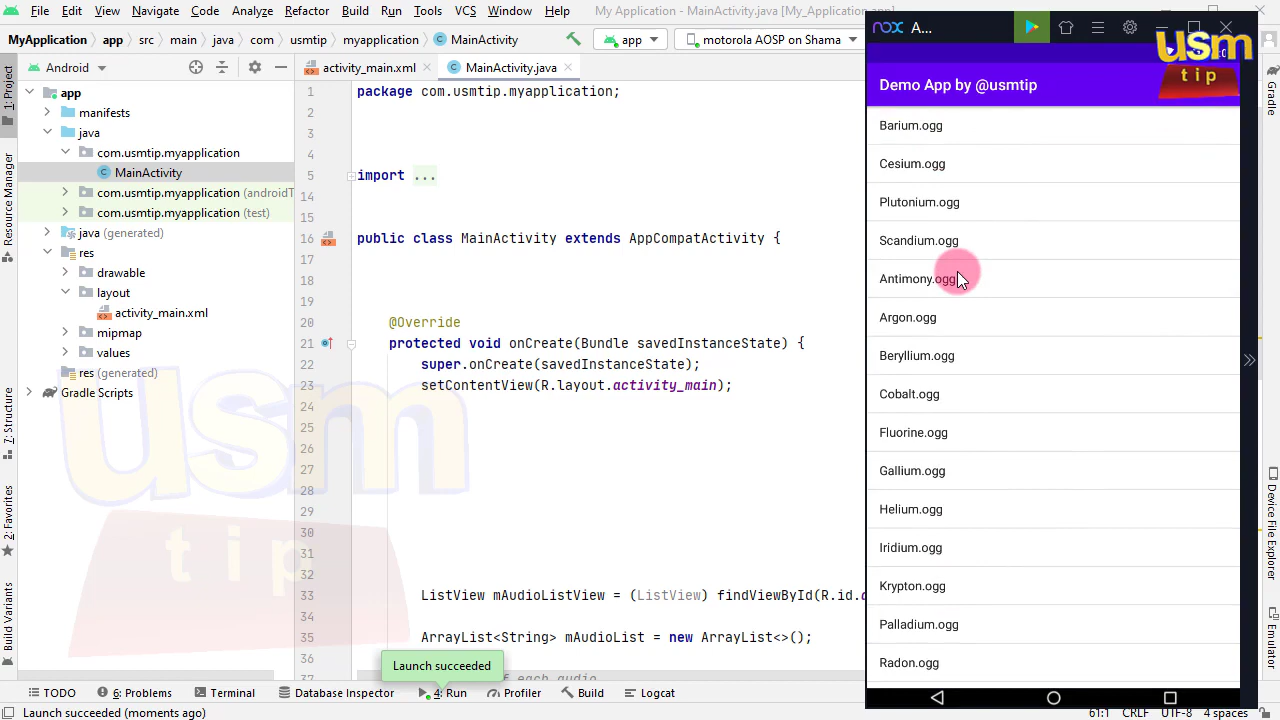 File Edit View Navigate Code Analyze Refactor Build Run Tools VCS Window Help My Application - MainActivity.java [My_Application
MyApplication app src com usmtip myapplication MainActivity app motorola AOSP on Shama
Android
activity_main.xml MainActivity.java
app
manifests
java
com.usmtip.myapplication
MainActivity
com.usmtip.myapplication (androidT
com.usmtip.myapplication (test)
java (generated)
res
drawable
layout
activity_main.xml
mipmap
values
res (generated)
Gradle Scripts
1: Project
Resource Manager
7: Structure
2: Favorites
Build Variants
1 package com.usmtip.myapplication;
2
3
4
5 import ...
14
15
16 public class MainActivity extends AppCompatActivity {
17
18
19
20 @Override
21 protected void onCreate(Bundle savedInstanceState) {
22 super.onCreate(savedInstanceState);
23 setContentView(R.layout.activity_main);
24
25
26
27
28
29
30
31
32
33 ListView mAudioListView = (ListView) findViewById(R.id.
34
35 ArrayList<String> mAudioList = new ArrayList<>();
36
37 of each audio
Launch succeeded
usm
tip
nox A...
usm
tip
Demo App by @usmtip
Barium.ogg
Cesium.ogg
Plutonium.ogg
Scandium.ogg
Antimony.ogg
Argon.ogg
Beryllium.ogg
Cobalt.ogg
Fluorine.ogg
Gallium.ogg
Helium.ogg
Iridium.ogg
Krypton.ogg
Palladium.ogg
Radon.ogg
Gradle
Device File Explorer
Emulator
TODO 6: Problems Terminal Database Inspector 4: Run Profiler Build Logcat
Launch succeeded (moments ago) 61:1 CRLF UTF-8 4 spaces